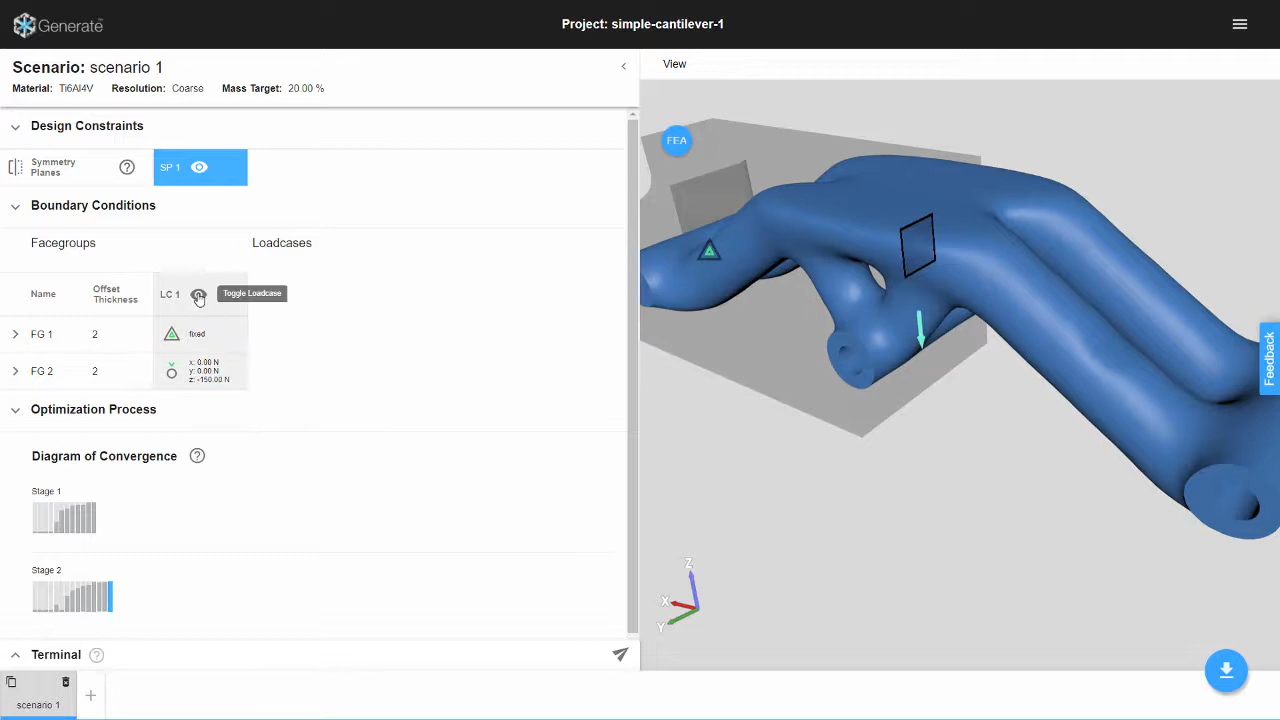 Generate™
Project: simple-cantilever-1
Scenario: scenario 1
Material: Ti6Al4V Resolution: Coarse Mass Target: 20.00 %
View
Design Constraints
Symmetry
Planes
SP 1
FEA
Boundary Conditions
Facegroups
Loadcases
Name
Offset
Thickness
LC 1
Toggle Loadcase
FG 1
2
fixed
FG 2
2
x: 0.00 N
y: 0.00 N
z: -150.00 N
Feedback
Optimization Process
Diagram of Convergence
Stage 1
Stage 2
Z
X
Y
Terminal
scenario 1